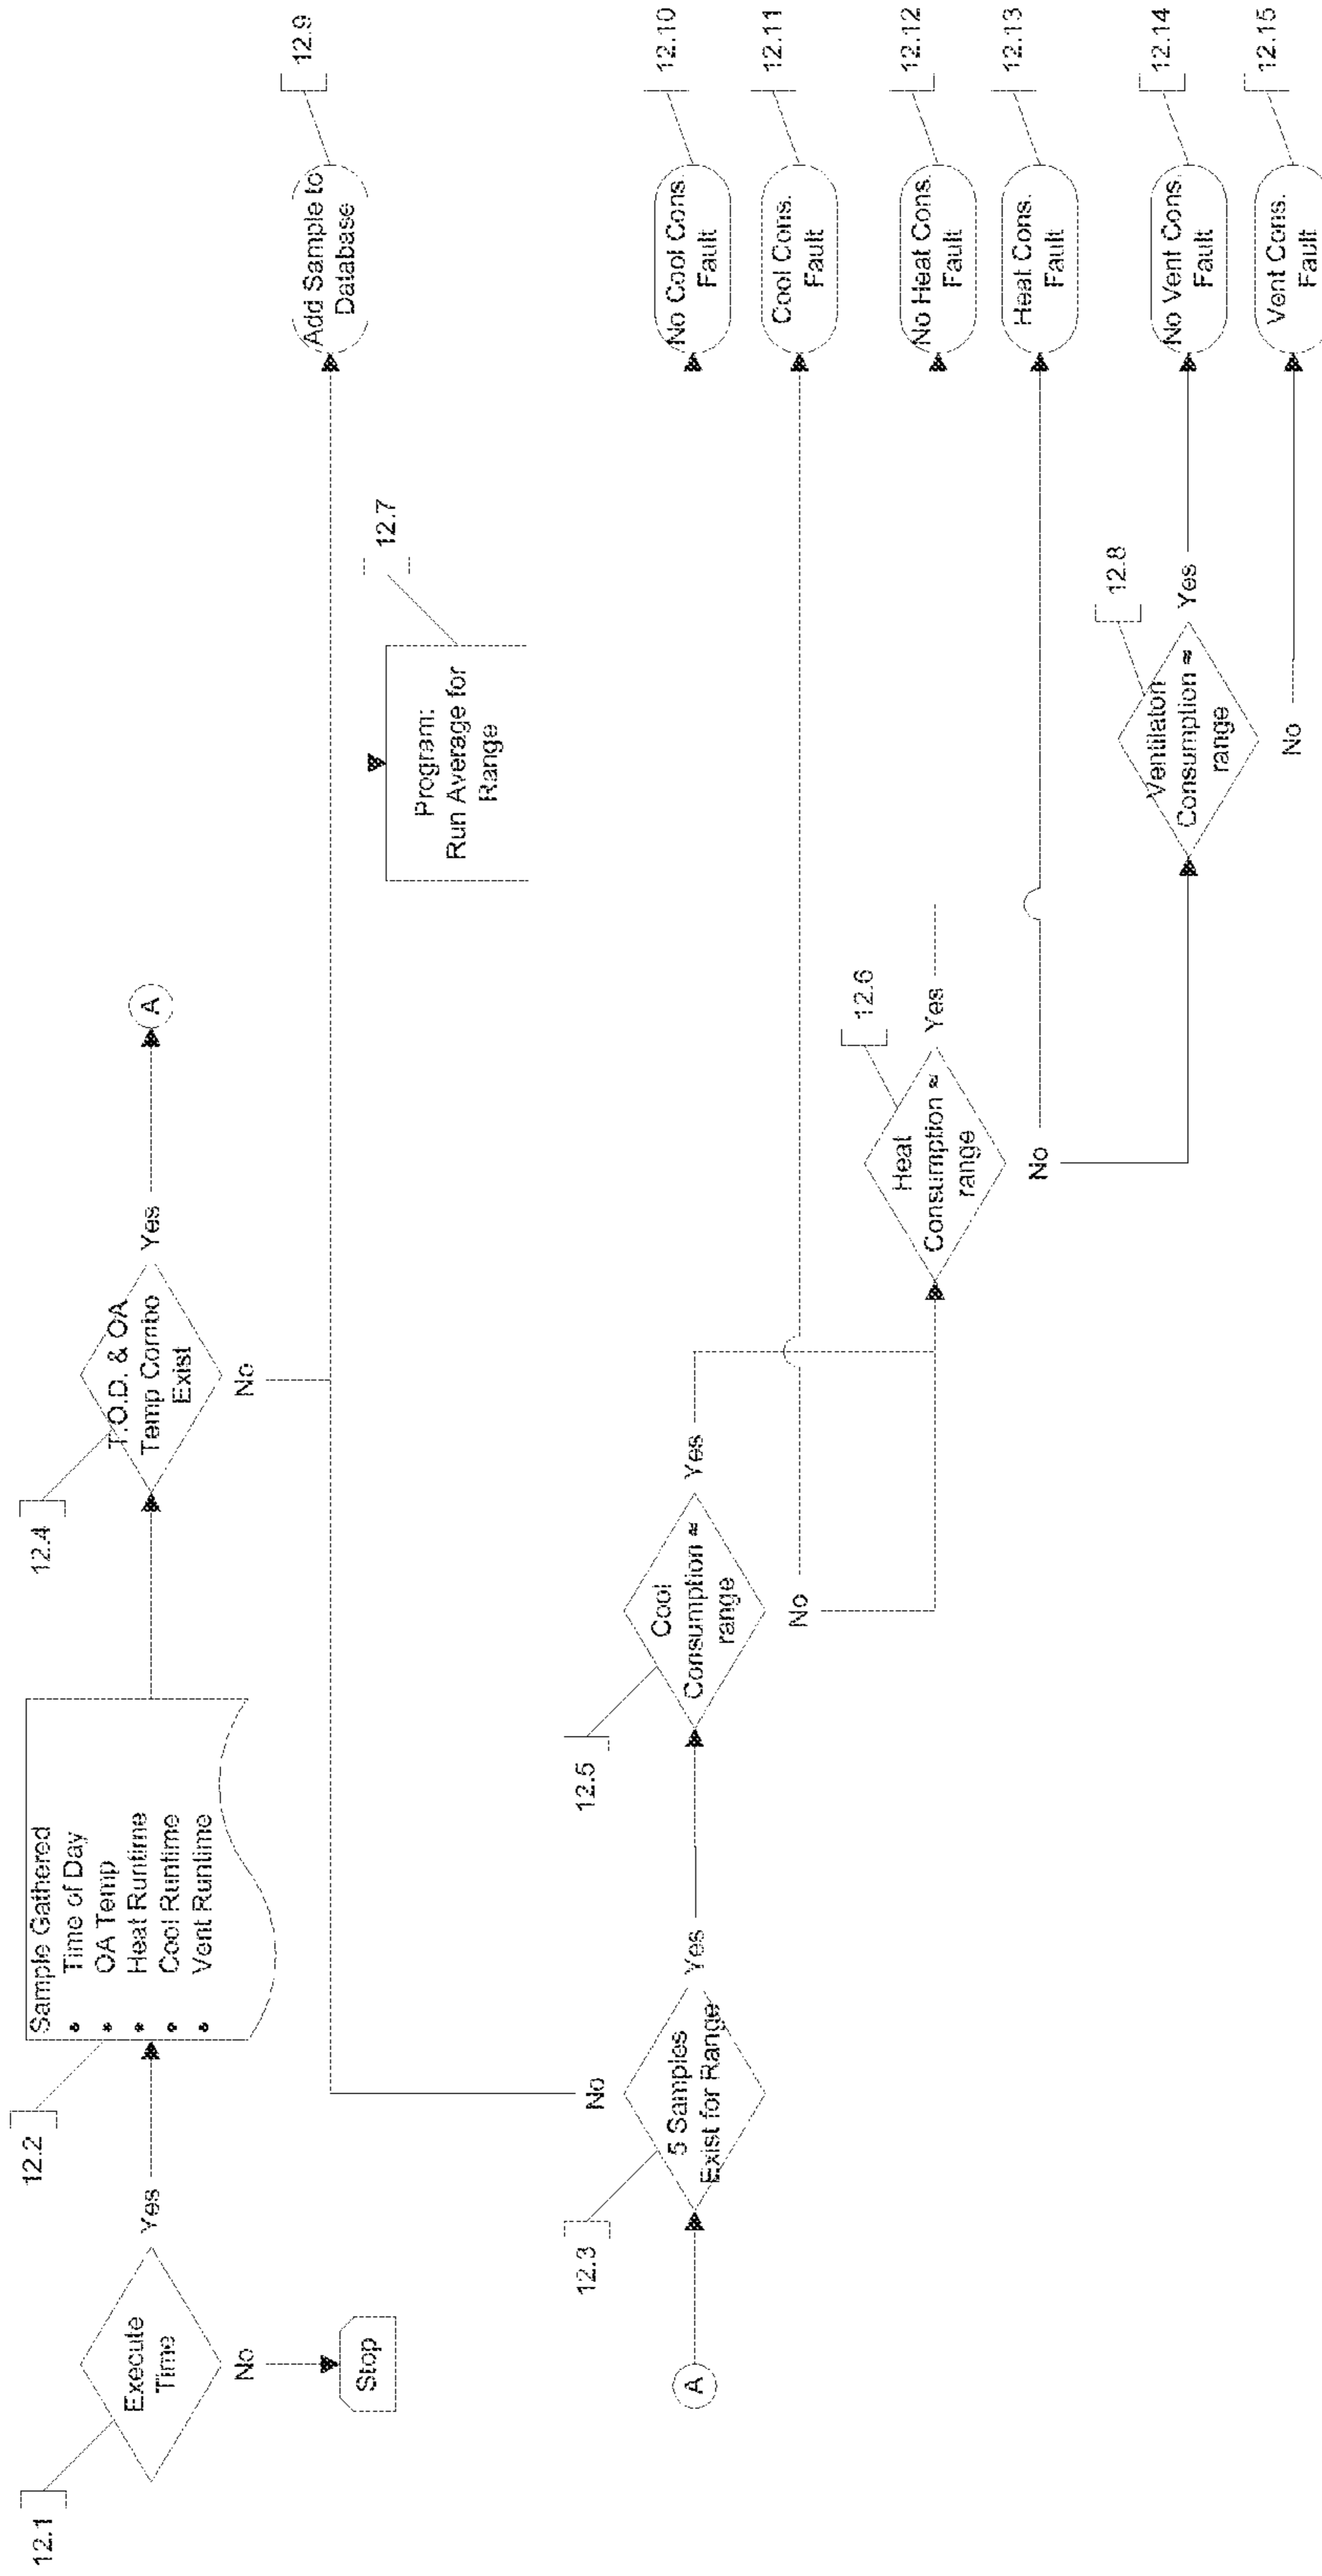 12.1
Execute
Time
Yes
No
Stop
12.2
Sample Gathered
• Time of Day
• OA Temp
• Heat Runtime
• Cool Runtime
• Vent Runtime
12.4
T.O.D. & OA
Temp Combo
Exist
Yes
No
A
12.9
Add Sample to
Database
12.7
Program:
Run Average for
Range
A
12.3
5 Samples
Exist for Range
No
Yes
12.5
Cool
Consumption ≈
range
Yes
No
12.6
Heat
Consumption ≈
range
Yes
No
12.8
Ventilaton
Consumption ≈
range
Yes
No
No Cool Cons.
Fault
12.10
Cool Cons.
Fault
12.11
No Heat Cons.
Fault
12.12
Heat Cons.
Fault
12.13
No Vent Cons.
Fault
12.14
Vent Cons.
Fault
12.15